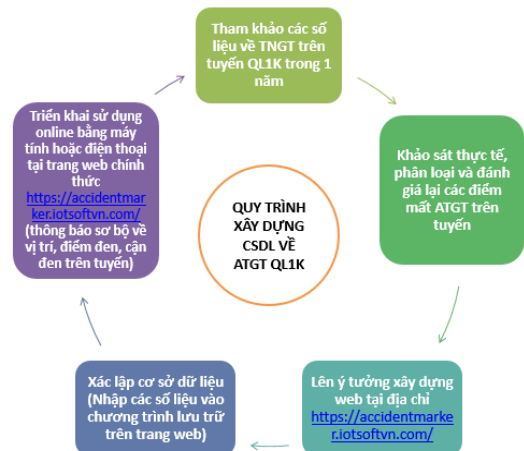 Tham khảo các số
liệu về TNGT trên
tuyến QL1K trong 1
năm
Khảo sát thực tế,
phân loại và đánh
giá lại các điểm
mất ATGT trên
tuyến
Lên ý tưởng xây dựng
web tại địa chỉ
https://accidentmarke
r.iotsoftvn.com/
Xác lập cơ sở dữ liệu
(Nhập các số liệu vào
chương trình lưu trữ
trên trang web)
Triển khai sử dụng
online bằng máy
tính hoặc điện thoại
tại trang web chính
thức
https://accidentmar
ker.iotsoftvn.com/
(thông báo sơ bộ về
vị trí, điểm đen, cận
đen trên tuyến)
QUY TRÌNH
XÂY DỰNG
CSDL VỀ
ATGT QL1K